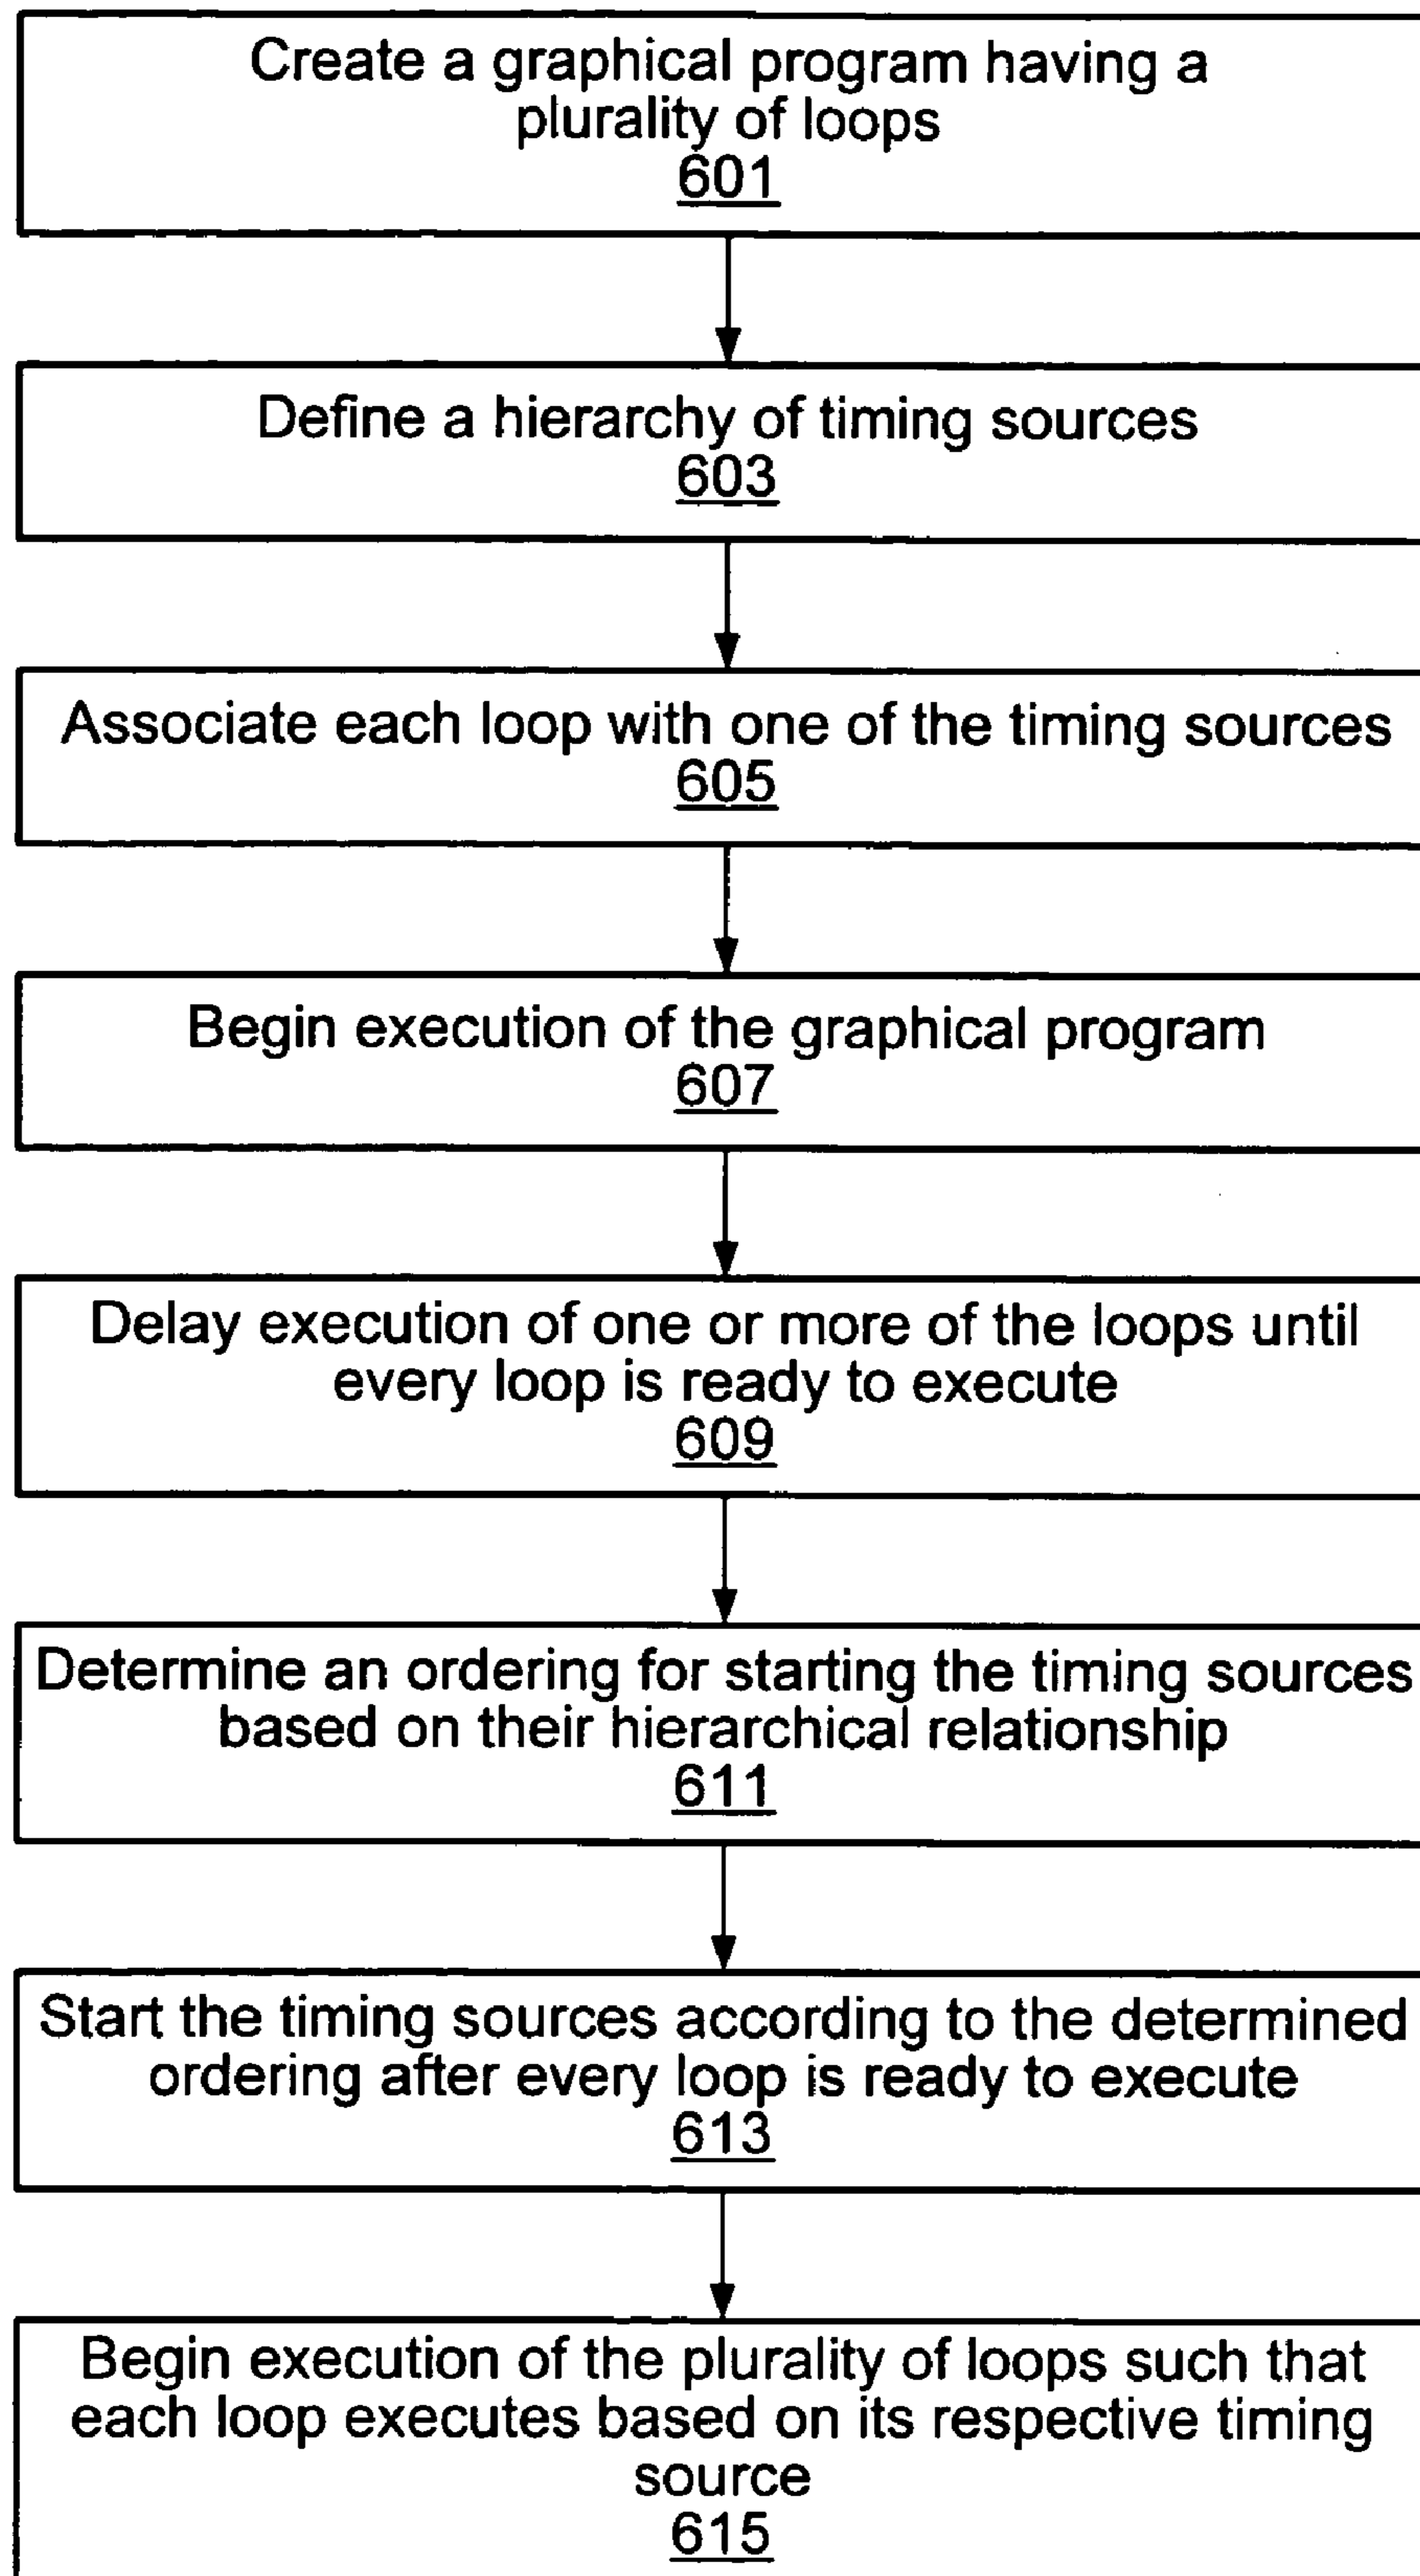 Create a graphical program having a
plurality of loops
601
Define a hierarchy of timing sources
603
Associate each loop with one of the timing sources
605
Begin execution of the graphical program
607
Delay execution of one or more of the loops until
every loop is ready to execute
609
Determine an ordering for starting the timing sources
based on their hierarchical relationship
611
Start the timing sources according to the determined
ordering after every loop is ready to execute
613
Begin execution of the plurality of loops such that
each loop executes based on its respective timing
source
615